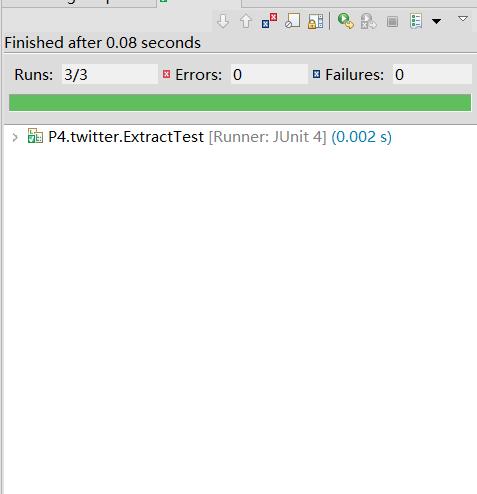 Finished after 0.08 seconds
Runs: 3/3 Errors: 0 Failures: 0
P4.twitter.ExtractTest [Runner: JUnit 4] (0.002 s)